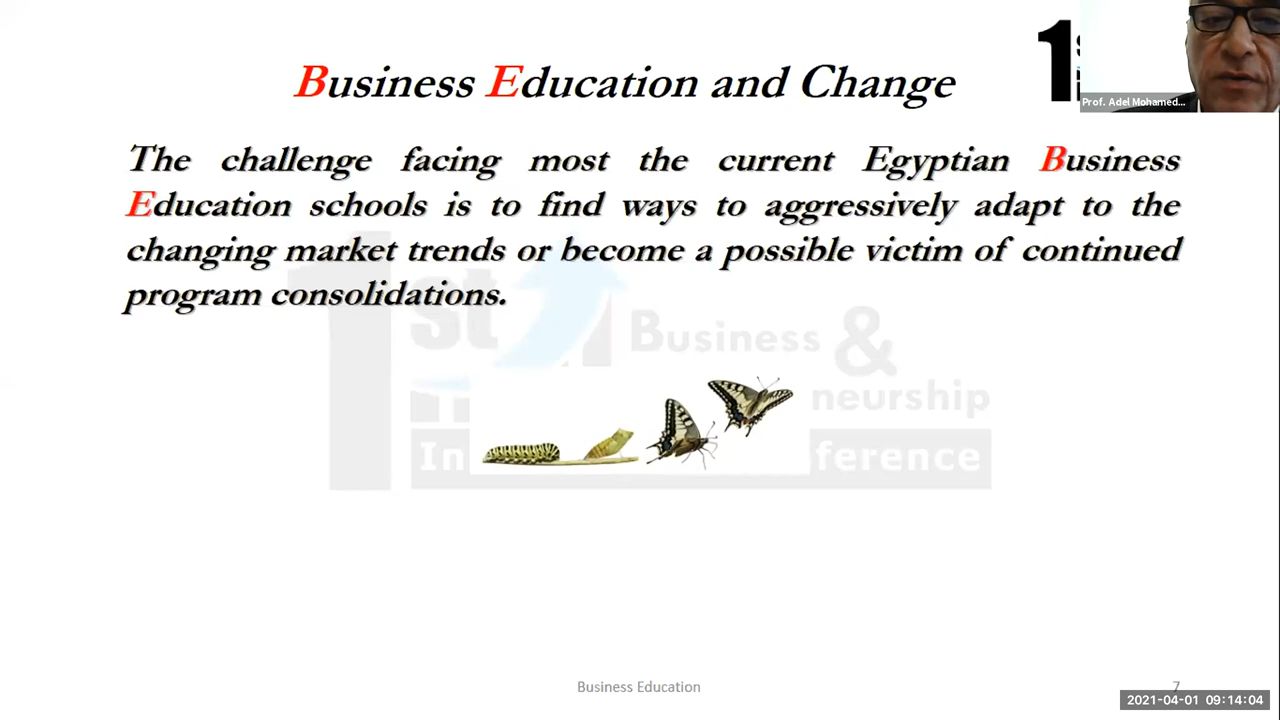 Business Education and Change
1
Prof. Adel Mohamed...
The challenge facing most the current Egyptian Business
Education schools is to find ways to aggressively adapt to the
changing market trends or become a possible victim of continued
program consolidations.
1st Business &
neurship
In ference
Business Education
7
2021-04-01 09:14:04